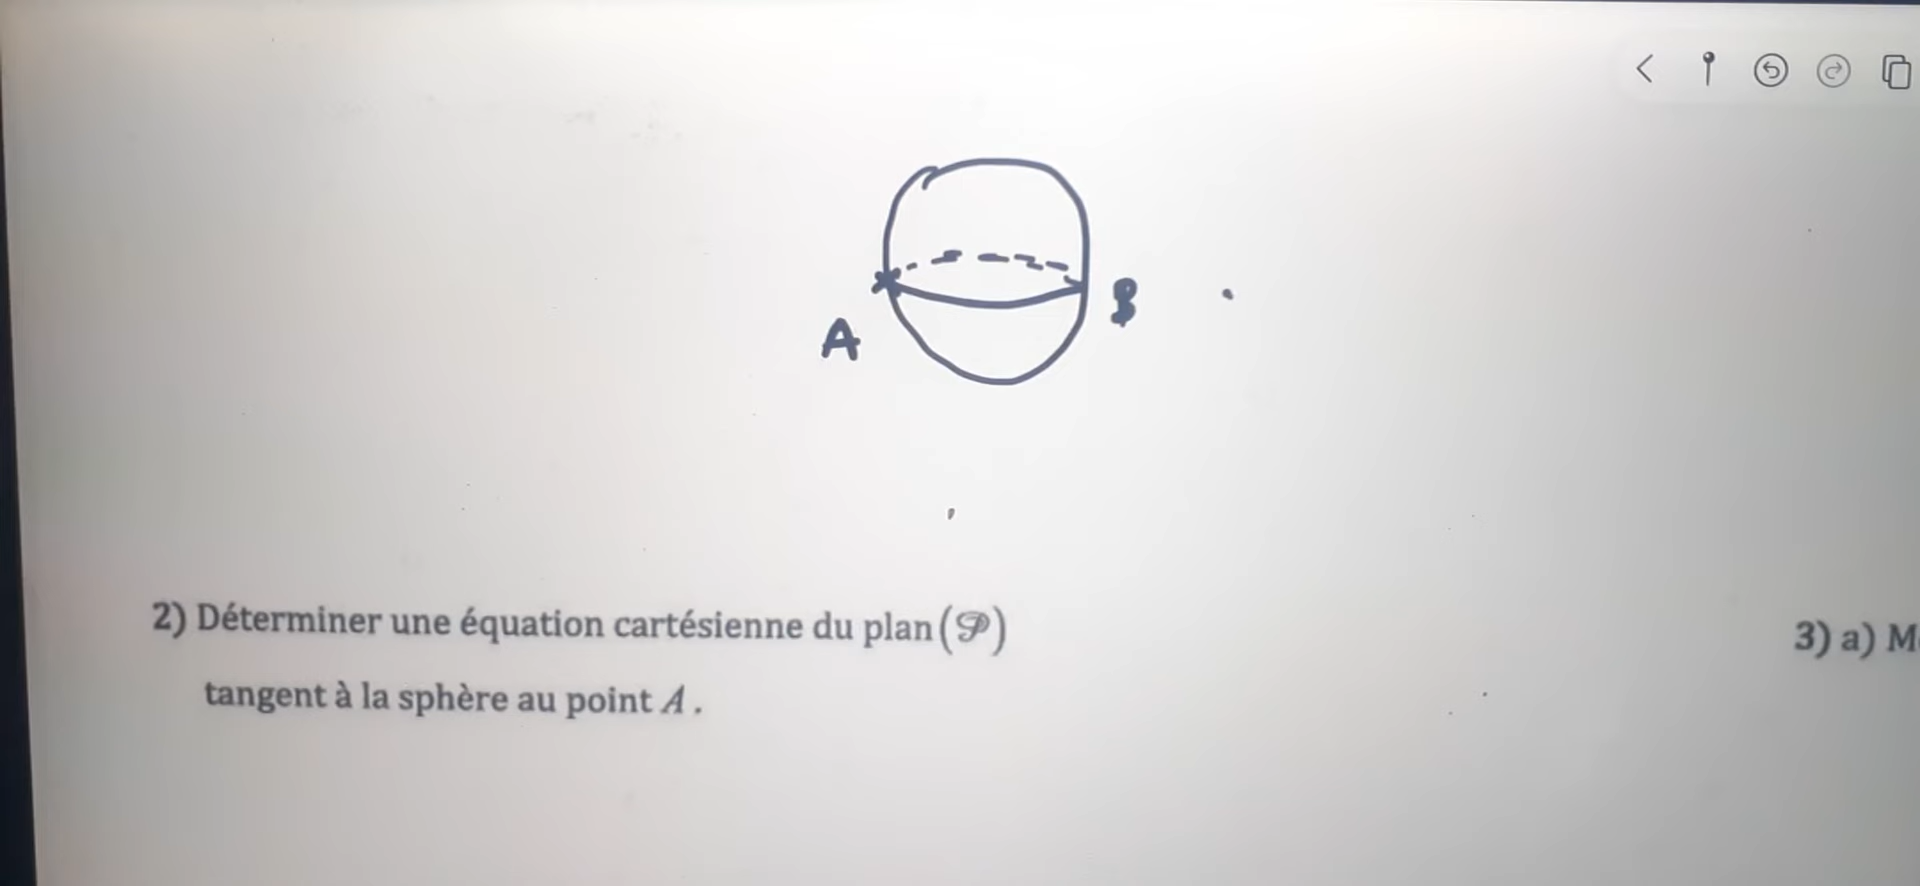 A
B
2) Déterminer une équation cartésienne du plan (𝒫)
tangent à la sphère au point A .
3) a) M